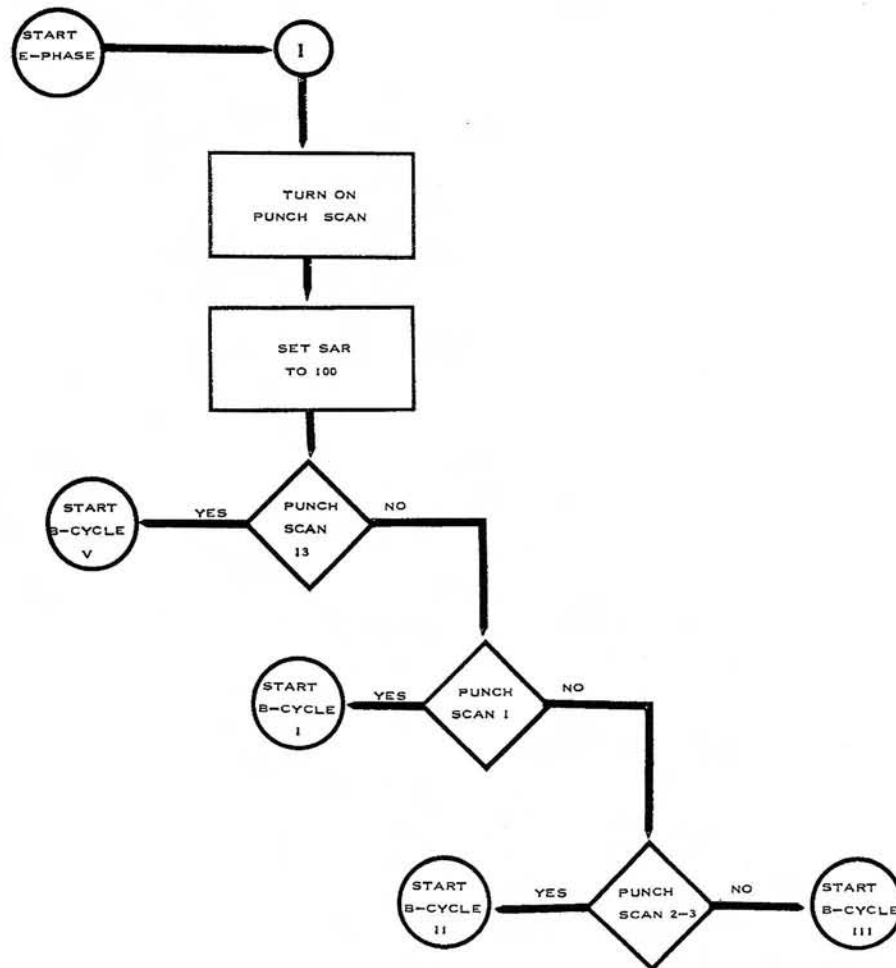 START
E-PHASE
I
TURN ON
PUNCH SCAN
SET SAR
TO 100
PUNCH
SCAN
13
YES
NO
START
B-CYCLE
V
PUNCH
SCAN I
YES
NO
START
B-CYCLE
I
PUNCH
SCAN 2-3
YES
NO
START
B-CYCLE
II
START
B-CYCLE
III